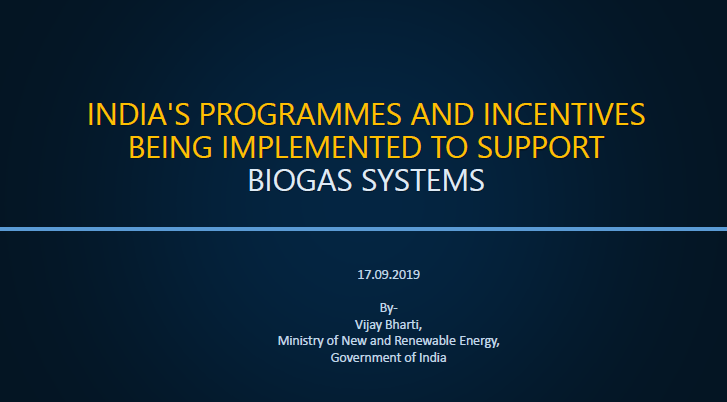 INDIA'S PROGRAMMES AND INCENTIVES
BEING IMPLEMENTED TO SUPPORT
BIOGAS SYSTEMS
17.09.2019
By-
Vijay Bharti,
Ministry of New and Renewable Energy,
Government of India